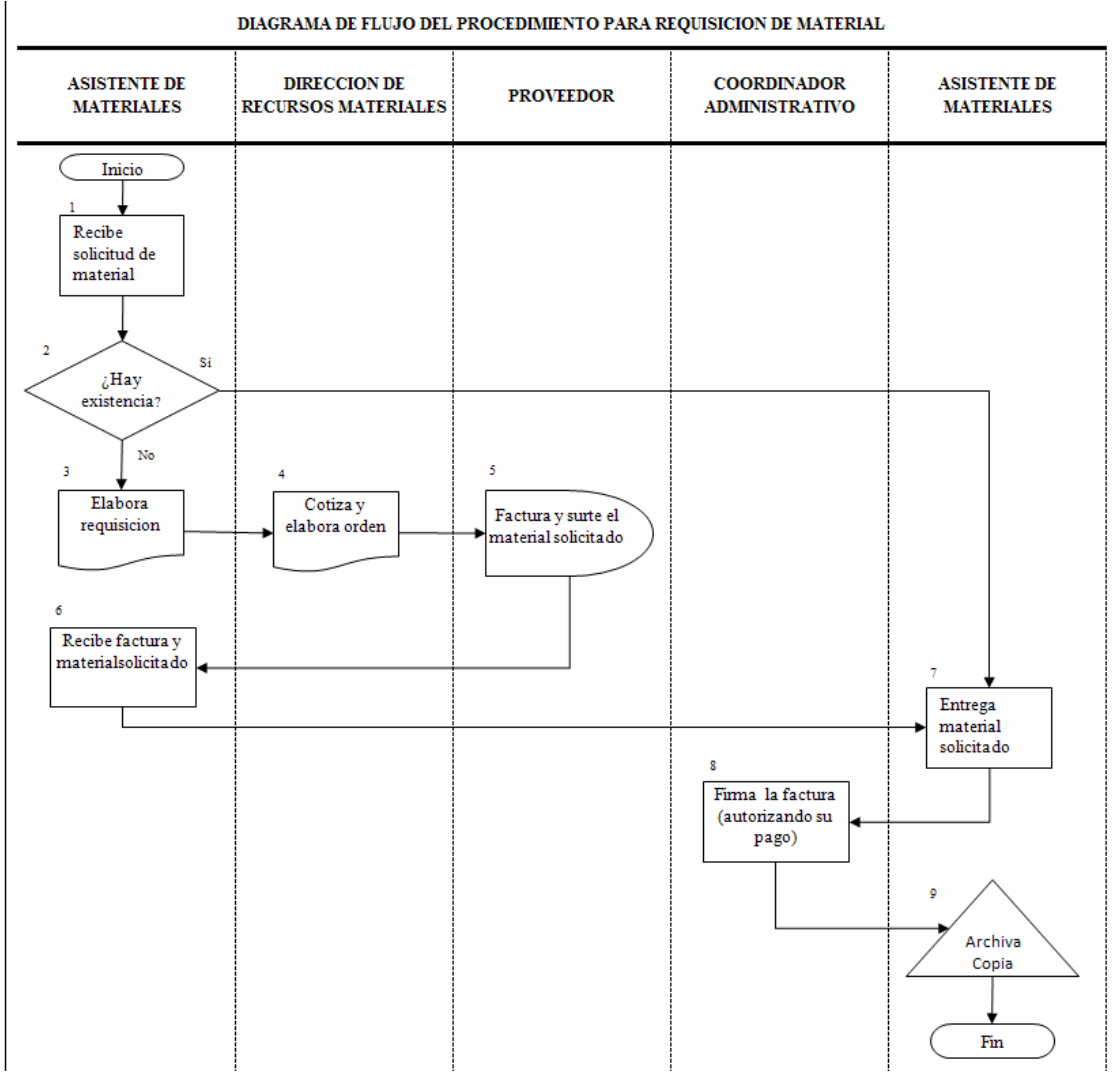 DIAGRAMA DE FLUJO DEL PROCEDIMIENTO PARA REQUISICION DE MATERIAL
ASISTENTE DE
MATERIALES
DIRECCION DE
RECURSOS MATERIALES
PROVEEDOR
COORDINADOR
ADMINISTRATIVO
ASISTENTE DE
MATERIALES
Inicio
1
Recibe
solicitud de
material
2
¿Hay
existencia?
Si
No
3
Elabora
requisicion
4
Cotiza y
elabora orden
5
Factura y surte el
material solicitado
6
Recibe factura y
materialsolicitado
7
Entrega
material
solicitado
8
Firma la factura
(autorizando su
pago)
9
Archiva
Copia
Fin